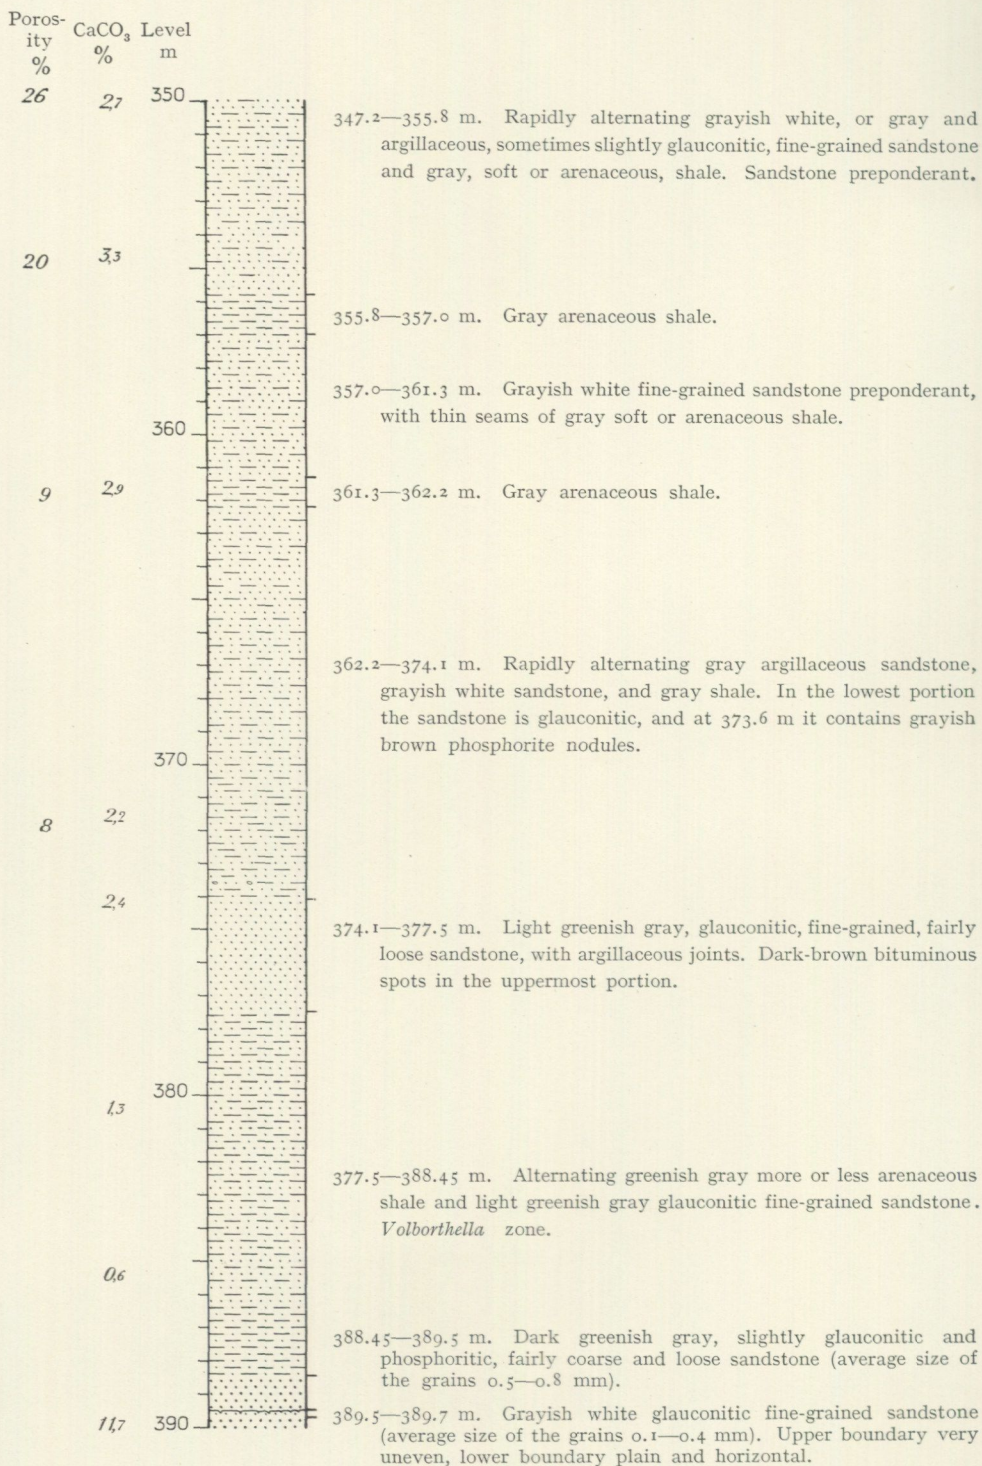 Poros-
ity
%
CaCO₃
%
Level
m
26 2,7 350
347.2—355.8 m. Rapidly alternating grayish white, or gray and
argillaceous, sometimes slightly glauconitic, fine-grained sandstone
and gray, soft or arenaceous, shale. Sandstone preponderant.
20 3,3
355.8—357.0 m. Gray arenaceous shale.
357.0—361.3 m. Grayish white fine-grained sandstone preponderant,
with thin seams of gray soft or arenaceous shale.
360
9 2,9
361.3—362.2 m. Gray arenaceous shale.
362.2—374.1 m. Rapidly alternating gray argillaceous sandstone,
grayish white sandstone, and gray shale. In the lowest portion
the sandstone is glauconitic, and at 373.6 m it contains grayish
brown phosphorite nodules.
370
8 2,2
2,4
374.1—377.5 m. Light greenish gray, glauconitic, fine-grained, fairly
loose sandstone, with argillaceous joints. Dark-brown bituminous
spots in the uppermost portion.
380
1,3
377.5—388.45 m. Alternating greenish gray more or less arenaceous
shale and light greenish gray glauconitic fine-grained sandstone.
Volborthella zone.
0,6
388.45—389.5 m. Dark greenish gray, slightly glauconitic and
phosphoritic, fairly coarse and loose sandstone (average size of
the grains 0.5—0.8 mm).
11,7 390
389.5—389.7 m. Grayish white glauconitic fine-grained sandstone
(average size of the grains 0.1—0.4 mm). Upper boundary very
uneven, lower boundary plain and horizontal.